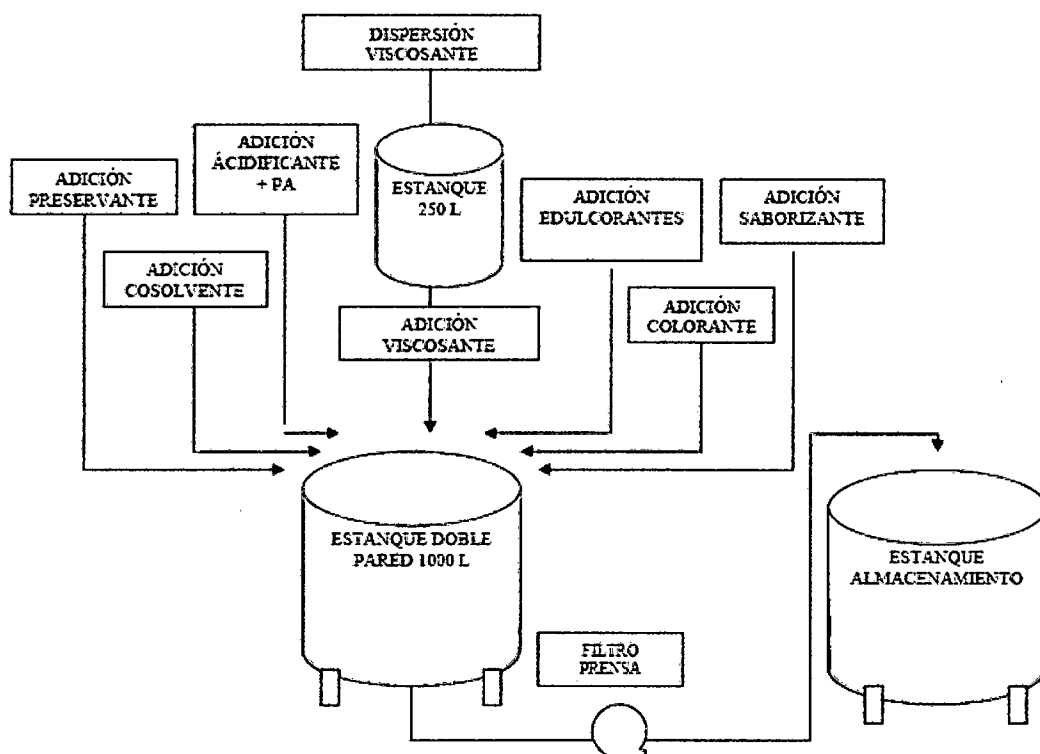 DISPERSIÓN
VISCOSANTE
ADICIÓN
PRESERVANTE
ADICIÓN
ÁCIDIFICANTE
+ PA
ESTANQUE
250 L
ADICIÓN
EDULCORANTES
ADICIÓN
SABORIZANTE
ADICIÓN
COSOLVENTE
ADICIÓN
VISCOSANTE
ADICIÓN
COLORANTE
ESTANQUE DOBLE
PARED 1000 L
ESTANQUE
ALMACENAMIENTO
FILTRO
PRENSA